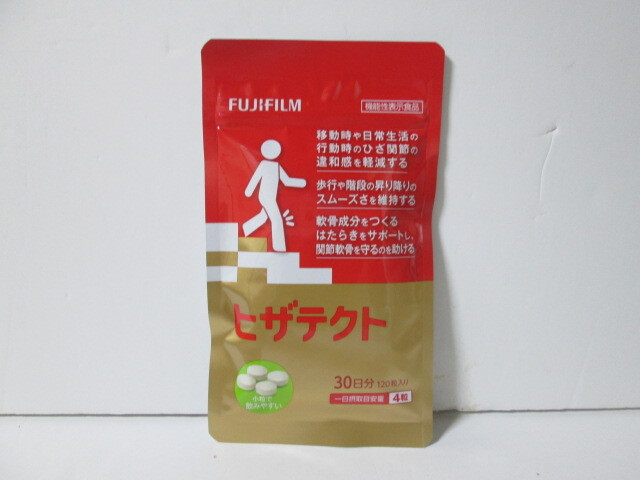 FUJIFILM
機能性表示食品
移動時や日常生活の
行動時のひざ関節の
違和感を軽減する
歩行や階段の昇り降りの
スムーズさを維持する
軟骨成分をつくる
はたらきをサポートし、
関節軟骨を守るのを助ける
ヒザテクト
小粒で
飲みやすい
30日分 120粒入り
一日摂取目安量 4粒